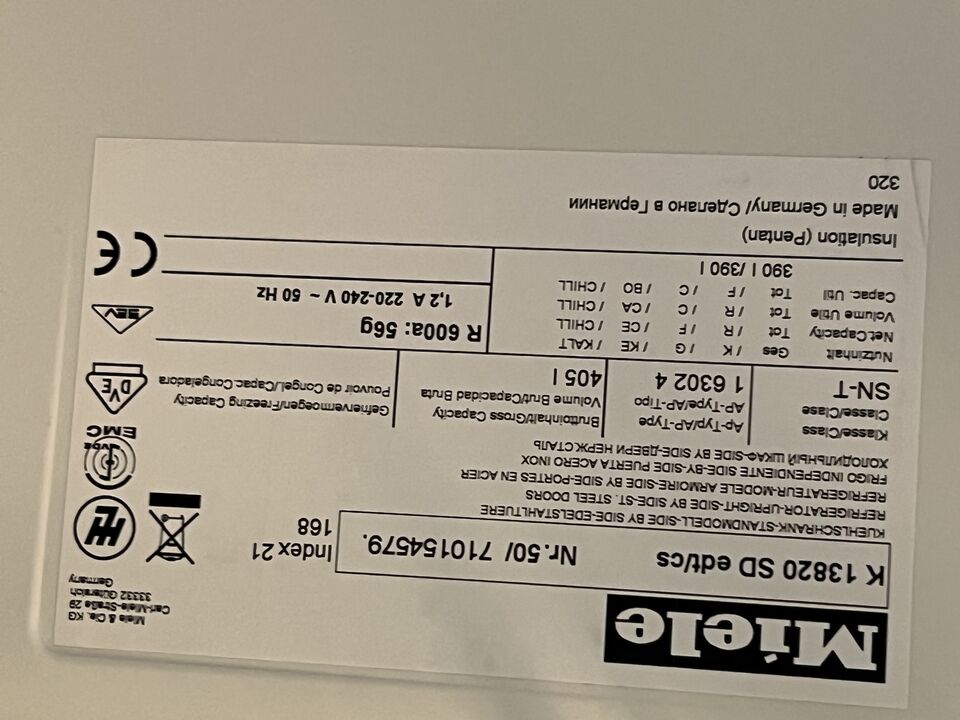 Miele
Miele & Cie. KG
Carl-Miele-Straße 29
33332 Gütersloh
Germany
K 13820 SD edt/cs Nr.50/ 710154579.
Index 21
168
KUEHLSCHRANK-STANDMODELL-SIDE BY SIDE-EDELSTAHLTUERE
REFRIGERATOR-UPRIGHT-SIDE BY SIDE-ST. STEEL DOORS
REFRIGERATEUR-MODELE ARMOIRE-SIDE BY SIDE-PORTES EN ACIER
FRIGO INDEPENDIENTE SIDE-BY-SIDE PUERTA ACERO INOX
ХОЛОДИЛЬНЫЙ ШКАФ-SIDE BY SIDE-ДВЕРИ НЕРЖ.СТАЛЬ
VDE
EMC
Klasse/Class
Classe/Clase
SN-T
Ap-Typ/AP-Type
AP-Type/AP-Tipo
1 6302 4
Bruttoinhalt/Gross Capacity
Volume Brut/Capacidad Bruta
405 l
Gefriervermoegen/Freezing Capacity
Pouvoir de Congel./Capac.Congeladora
DVE
Nutzinhalt Ges / K / G / KE / KALT
Net.Capacity Tot / R / F / CE / CHILL
Volume Utile Tot / R / C / CA / CHILL
Capac. Util Tot / F / C / BO / CHILL
390 l /390 l
R 600a: 56g
1,2 A 220-240 V ~ 50 Hz
SEV
CE
Insulation (Pentan)
Made in Germany/ Сделано в Германии
320